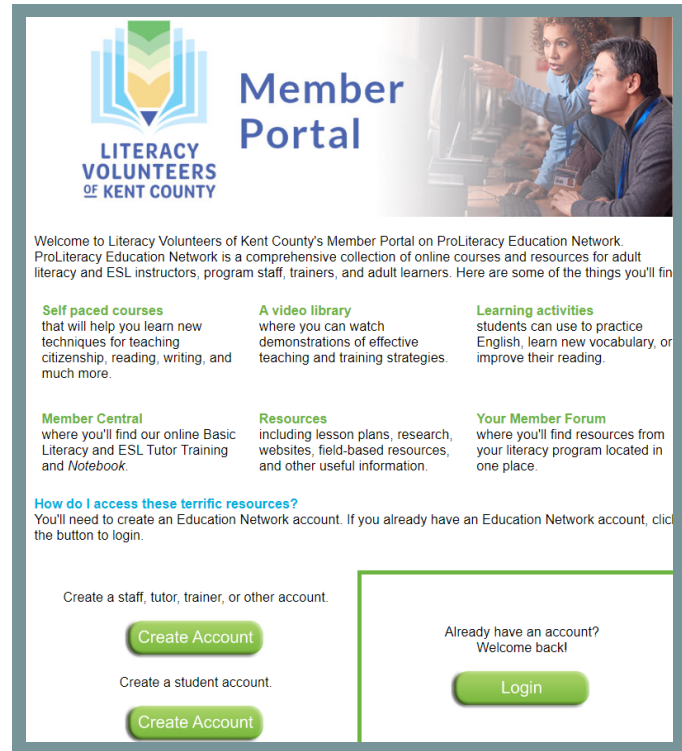 Member
Portal
LITERACY
VOLUNTEERS
OF KENT COUNTY
Welcome to Literacy Volunteers of Kent County's Member Portal on ProLiteracy Education Network.
ProLiteracy Education Network is a comprehensive collection of online courses and resources for adult
literacy and ESL instructors, program staff, trainers, and adult learners. Here are some of the things you'll
Self paced courses
that will help you learn new
techniques for teaching
citizenship, reading, writing, and
much more.
A video library
where you can watch
demonstrations of effective
teaching and training strategies.
Learning activities
students can use to practice
English, learn new vocabulary, or
improve their reading.
Member Central
where you'll find our online Basic
Literacy and ESL Tutor Training
and Notebook.
Resources
including lesson plans, research,
websites, field-based resources,
and other useful information.
Your Member Forum
where you'll find resources from
your literacy program located in
one place.
How do I access these terrific resources?
You'll need to create an Education Network account. If you already have an Education Network account,
the button to login.
Create a staff, tutor, trainer, or other account.
Create Account
Create a student account.
Create Account
Already have an account?
Welcome back!
Login